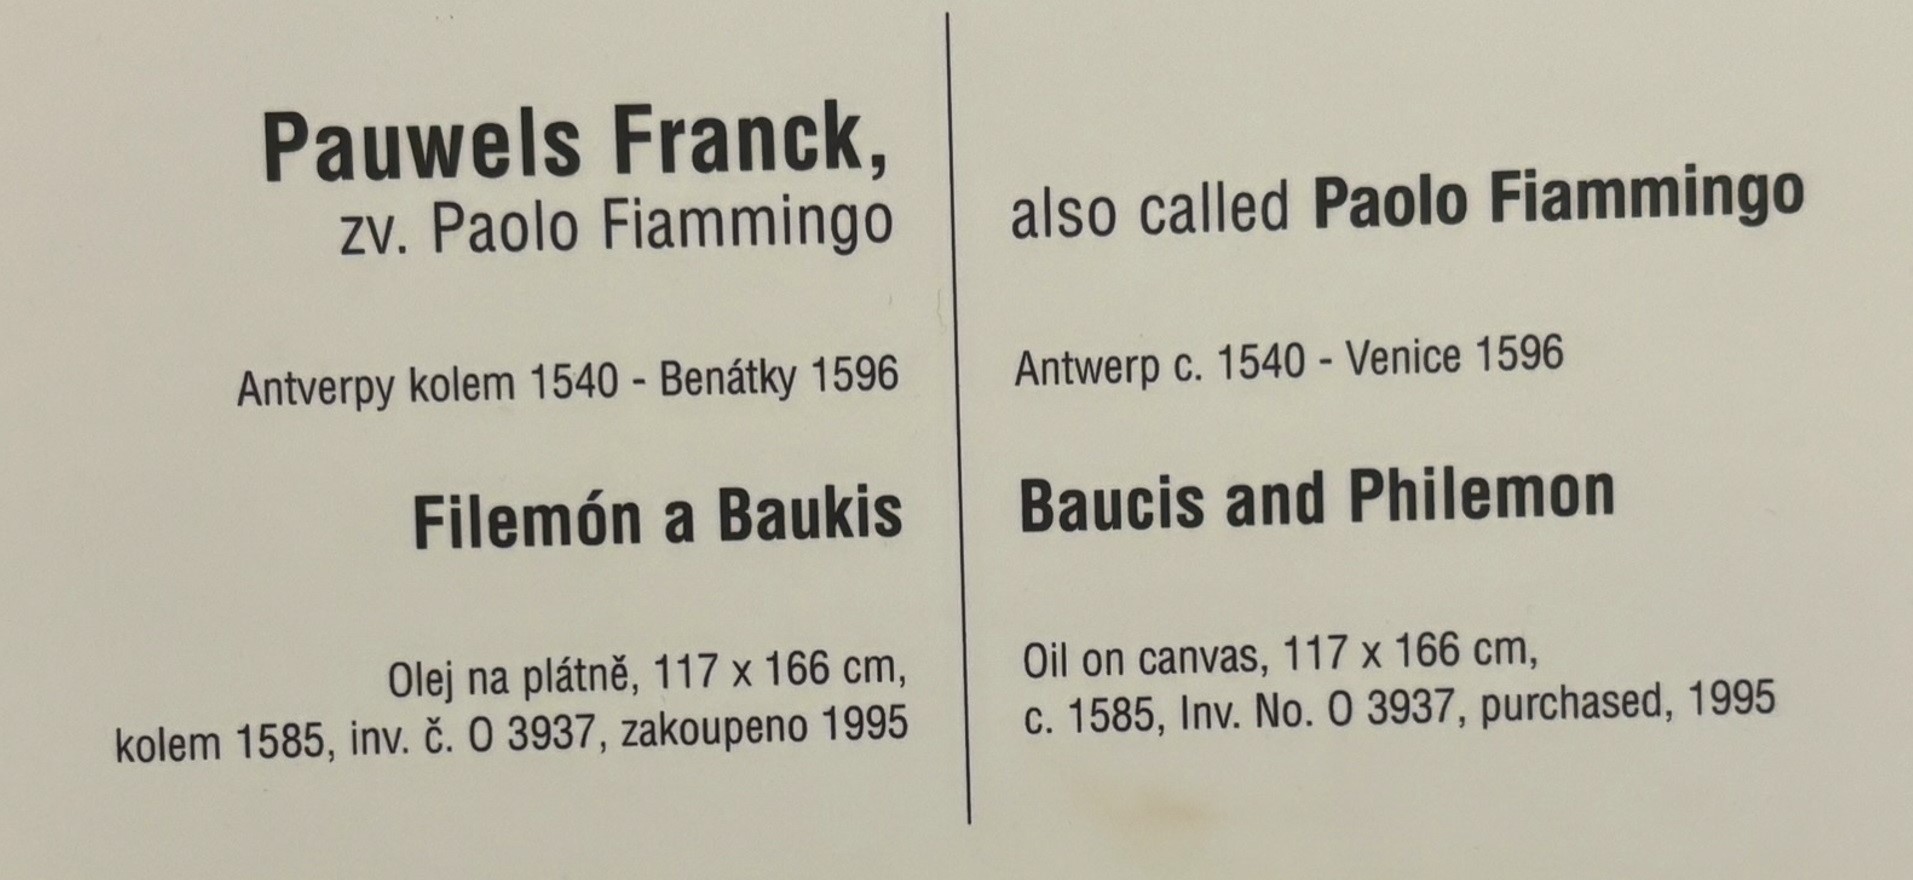 Pauwels Franck,
zv. Paolo Fiammingo
Antverpy kolem 1540 - Benátky 1596
Filemón a Baukis
Olej na plátně, 117 x 166 cm,
kolem 1585, inv. č. O 3937, zakoupeno 1995
also called Paolo Fiammingo
Antwerp c. 1540 - Venice 1596
Baucis and Philemon
Oil on canvas, 117 x 166 cm,
c. 1585, Inv. No. O 3937, purchased, 1995